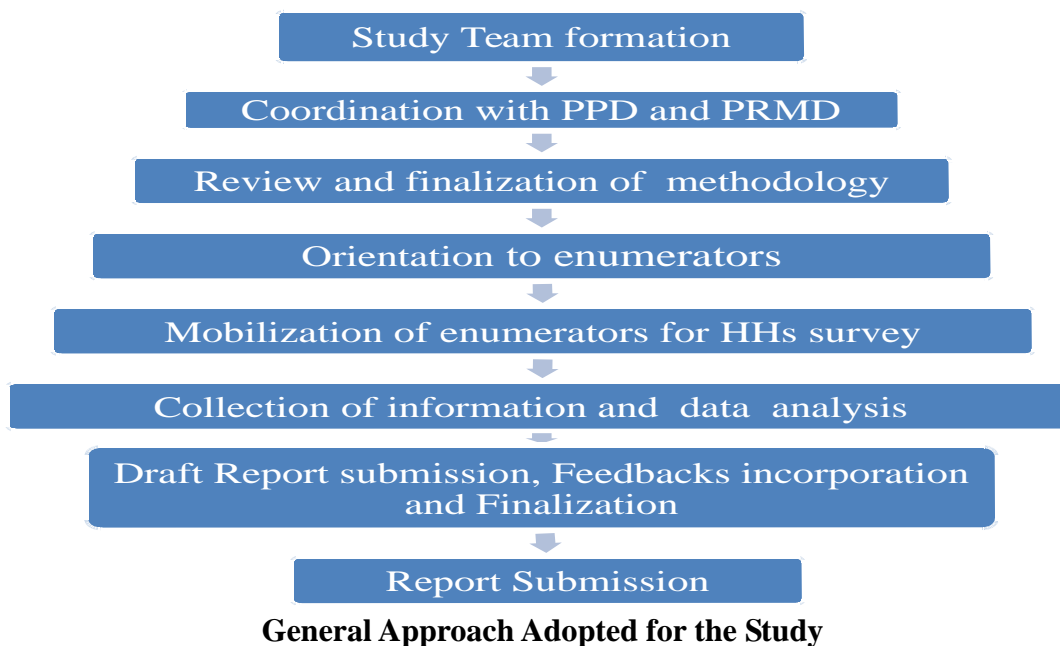 Study Team formation
Coordination with PPD and PRMD
Review and finalization of methodology
Orientation to enumerators
Mobilization of enumerators for HHs survey
Collection of information and data analysis
Draft Report submission, Feedbacks incorporation
and Finalization
Report Submission
General Approach Adopted for the Study